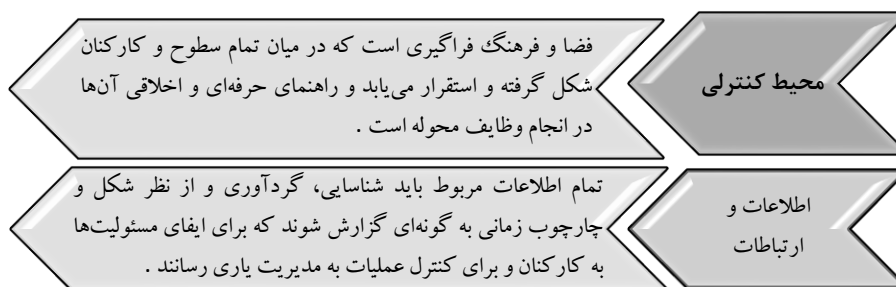 محیط کنترلی
فضا و فرهنگ فراگیری است که در میان تمام سطوح و کارکنان
شکل گرفته و استقرار می‌یابد و راهنمای حرفه‌ای و اخلاقی آن‌ها
در انجام وظایف محوله است .
اطلاعات و
ارتباطات
تمام اطلاعات مربوط باید شناسایی، گردآوری و از نظر شکل و
چارچوب زمانی به گونه‌ای گزارش شوند که برای ایفای مسئولیت‌ها
به کارکنان و برای کنترل عملیات به مدیریت یاری رسانند .